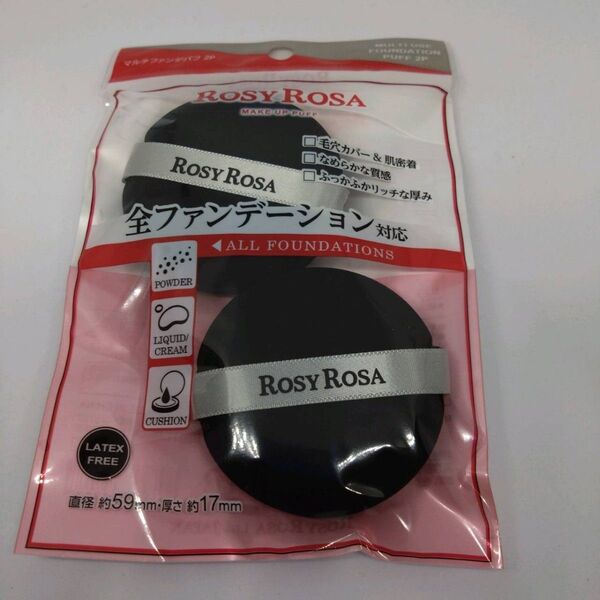 マルチファンデパフ 2P
MULTI USE
FOUNDATION
PUFF 2P
ROSY ROSA
MAKE UP PUFF
毛穴カバー & 肌密着
なめらかな質感
ふっかふかリッチな厚み
ROSY ROSA
全ファンデーション対応
ALL FOUNDATIONS
POWDER
LIQUID/
CREAM
CUSHION
ROSY ROSA
LATEX
FREE
直径 約59mm・厚さ 約17mm